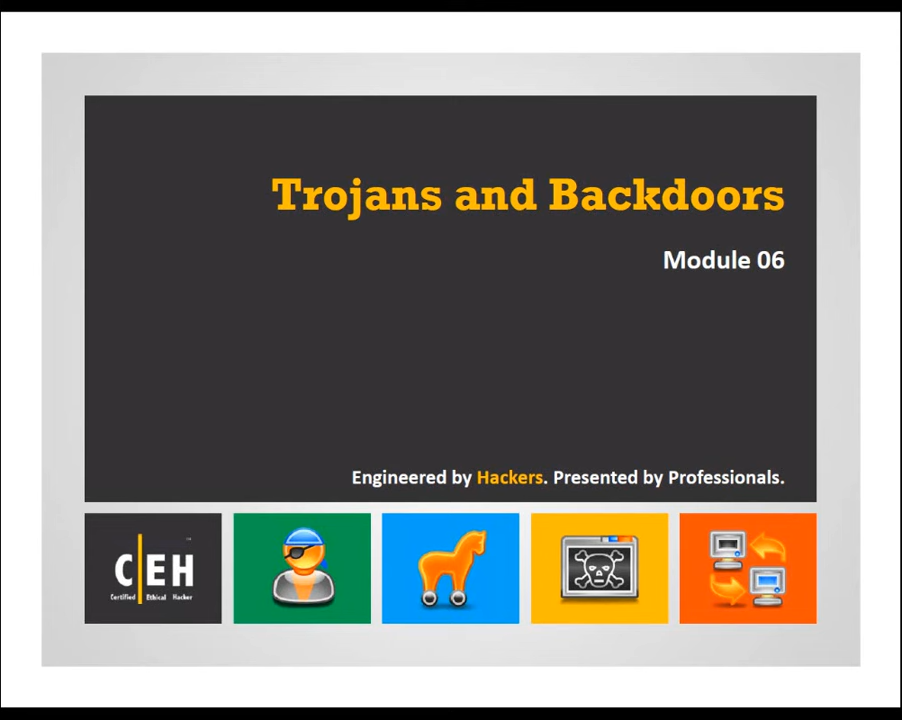 Trojans and Backdoors
Module 06
Engineered by Hackers. Presented by Professionals.
C|EH
Certified Ethical Hacker